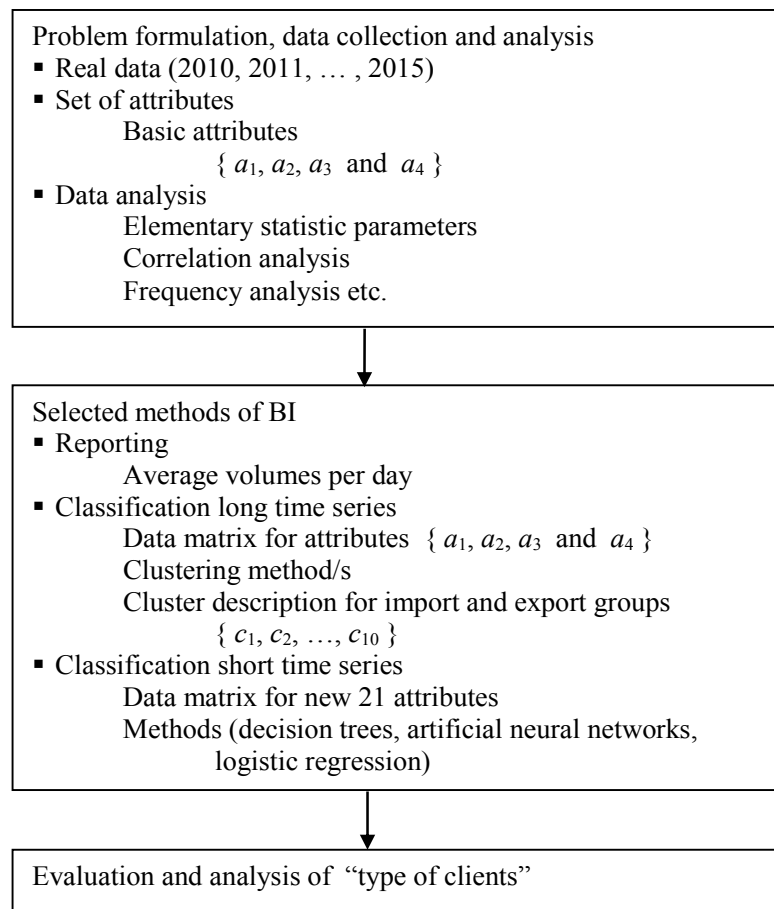 Problem formulation, data collection and analysis
▪ Real data (2010, 2011, … , 2015)
▪ Set of attributes
Basic attributes
{ a₁, a₂, a₃ and a₄ }
▪ Data analysis
Elementary statistic parameters
Correlation analysis
Frequency analysis etc.
Selected methods of BI
▪ Reporting
Average volumes per day
▪ Classification long time series
Data matrix for attributes { a₁, a₂, a₃ and a₄ }
Clustering method/s
Cluster description for import and export groups
{ c₁, c₂, …, c₁₀ }
▪ Classification short time series
Data matrix for new 21 attributes
Methods (decision trees, artificial neural networks,
logistic regression)
Evaluation and analysis of “type of clients”